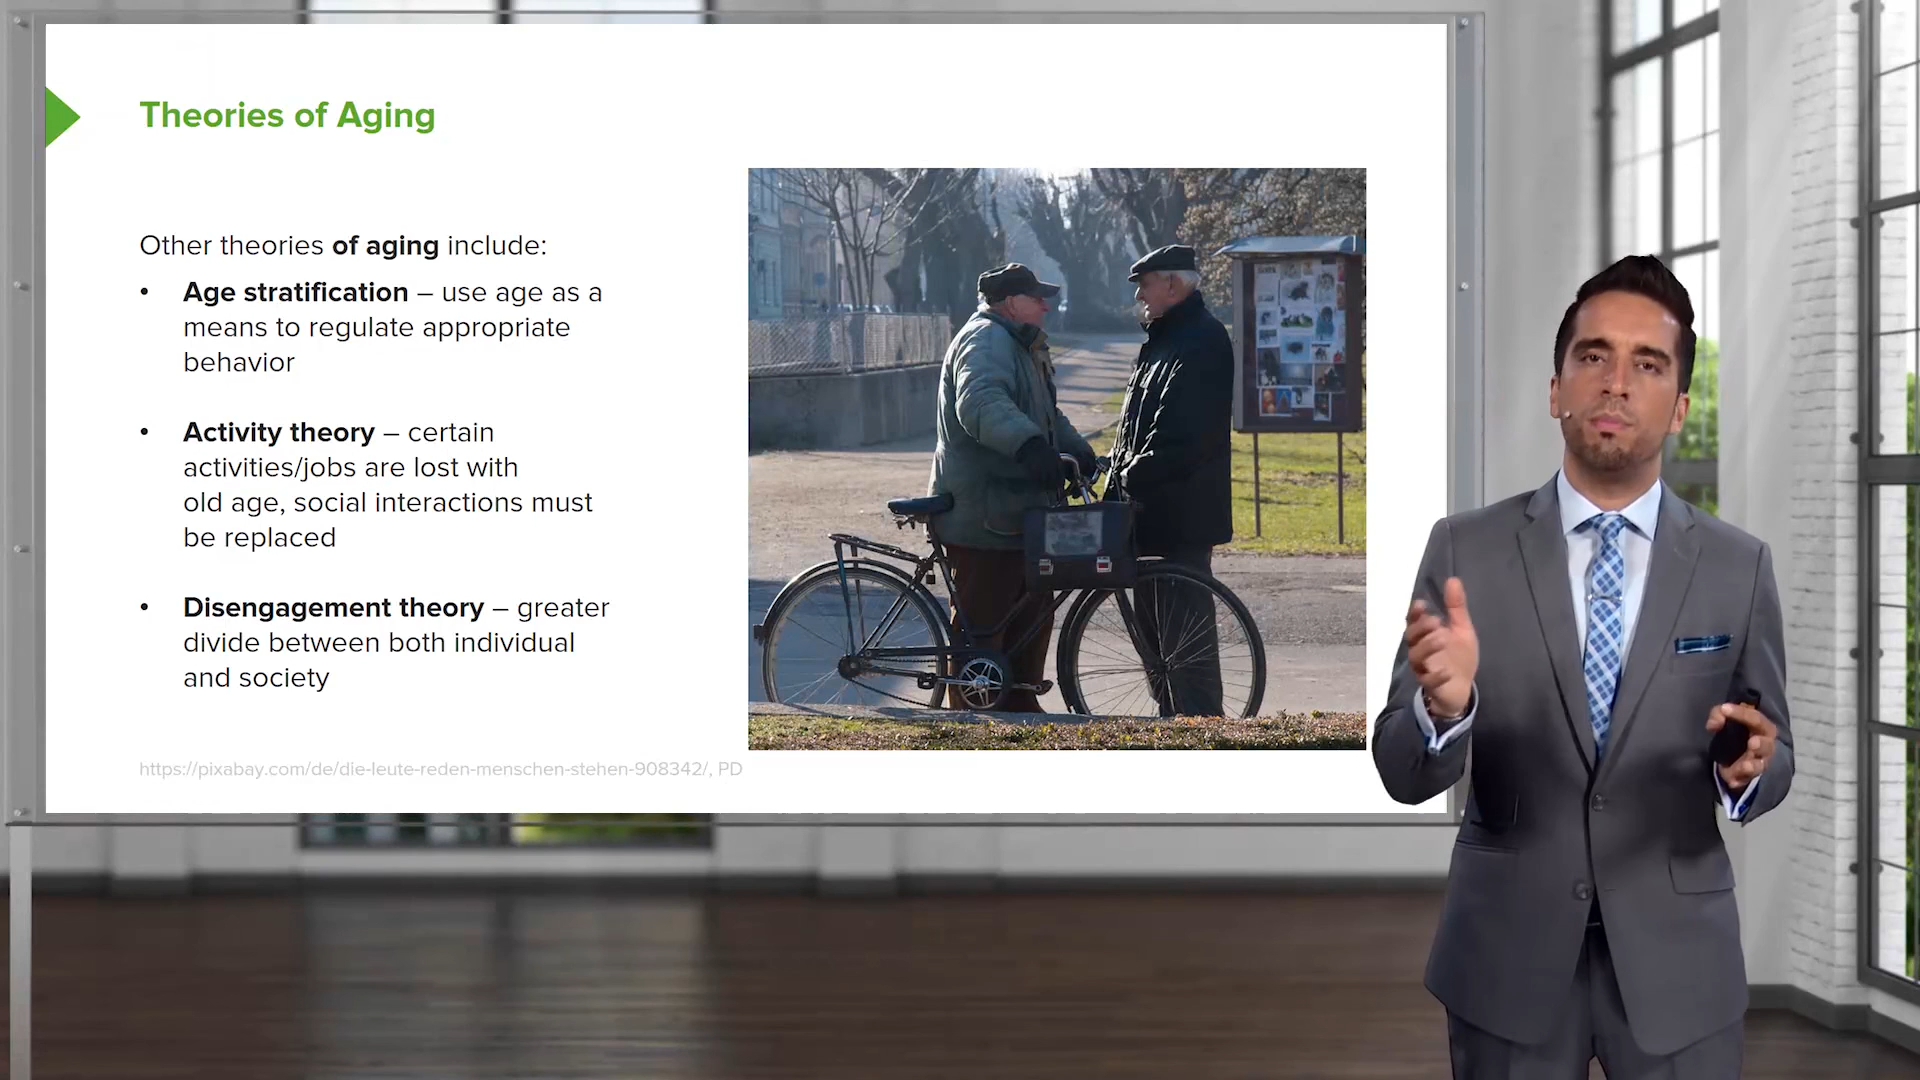 Theories of Aging
Other theories of aging include:
• Age stratification – use age as a
means to regulate appropriate
behavior
• Activity theory – certain
activities/jobs are lost with
old age, social interactions must
be replaced
• Disengagement theory – greater
divide between both individual
and society
https://pixabay.com/de/die-leute-reden-menschen-stehen-908342/, PD